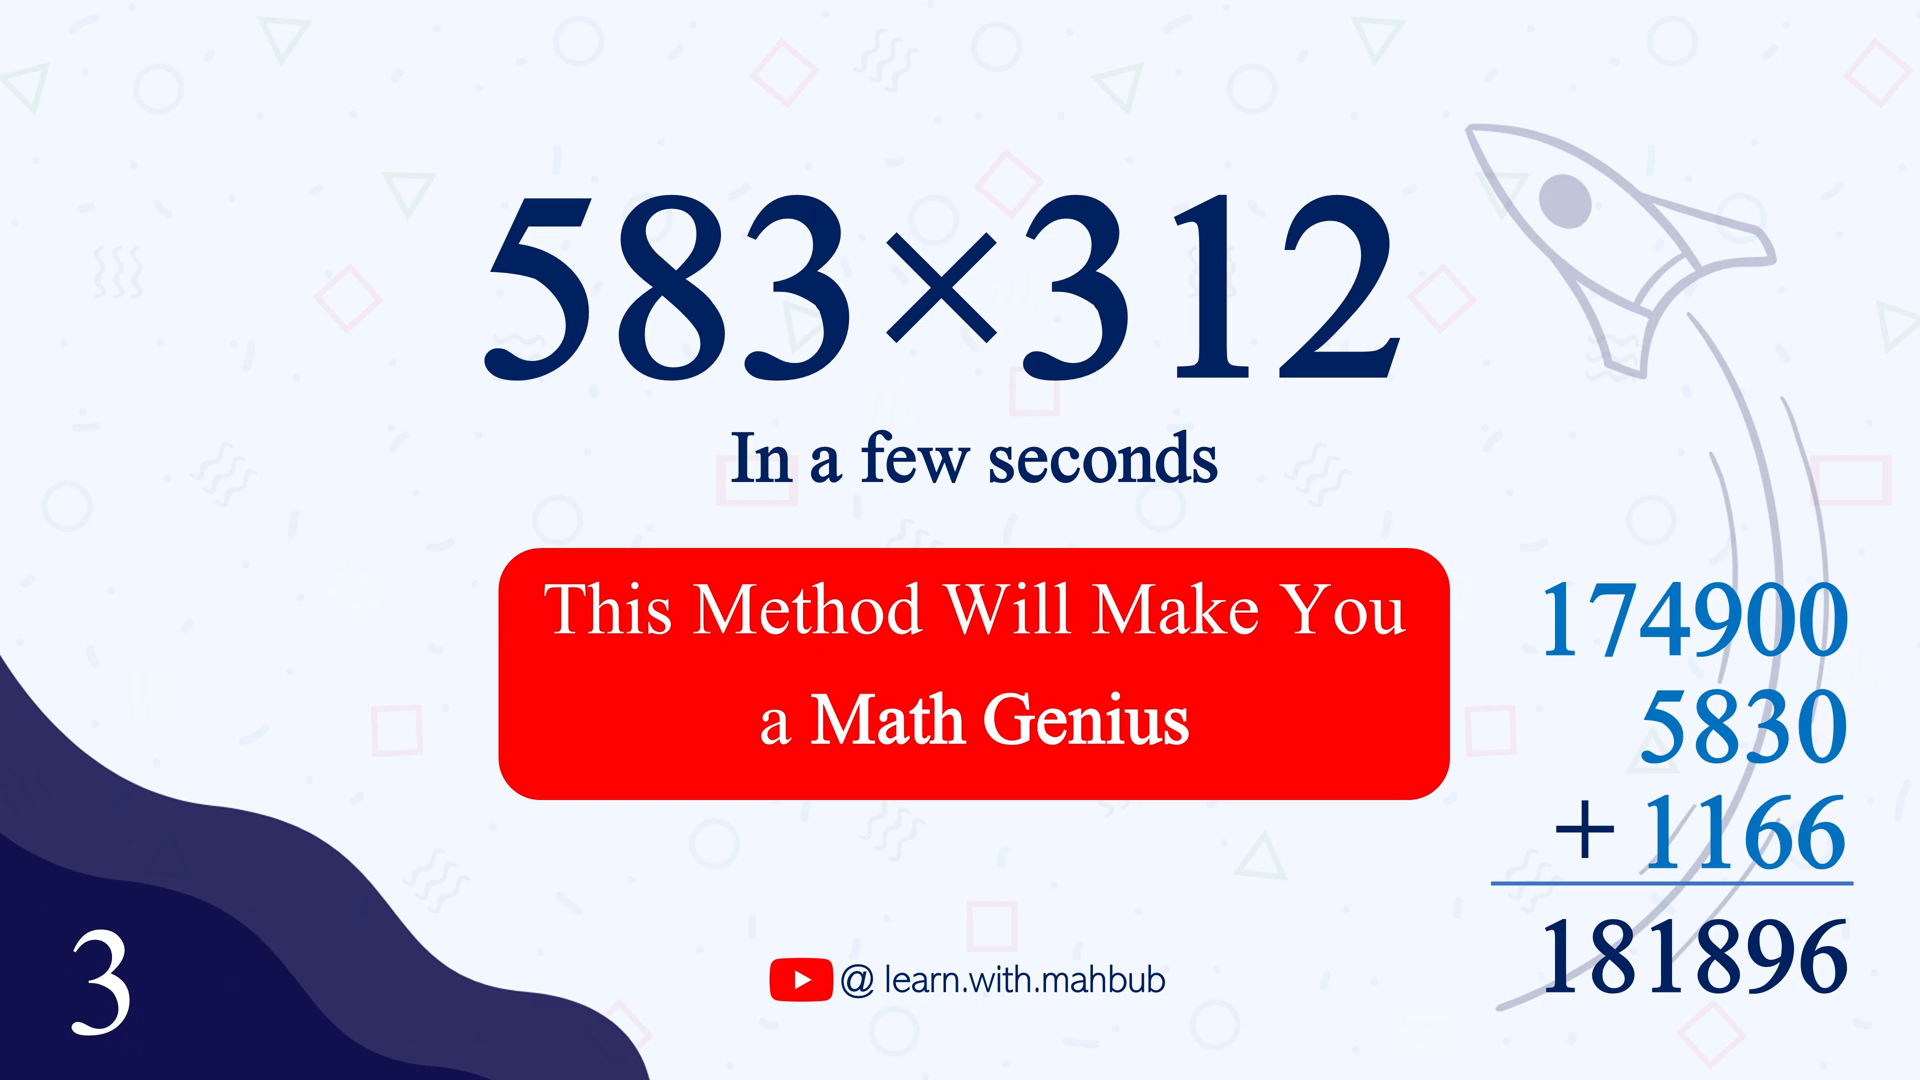 583×312
In a few seconds
This Method Will Make You
a Math Genius
174900
5830
+ 1166
181896
3
@ learn.with.mahbub